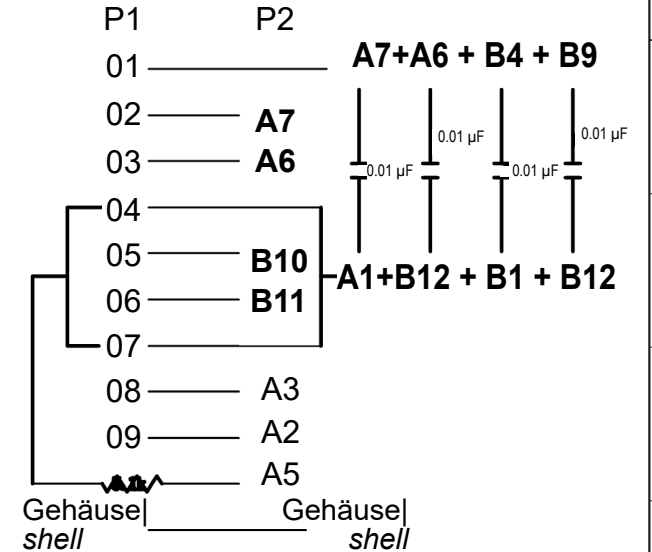 P1 P2
01 A7+A6 + B4 + B9
02 A7
0.01 µF 0.01 µF
03 A6
0.01 µF 0.01 µF
04
05 B10
A1+B12 + B1 + B12
06 B11
07
08 A3
09 A2
A5
Gehäuse| Gehäuse|
shell shell